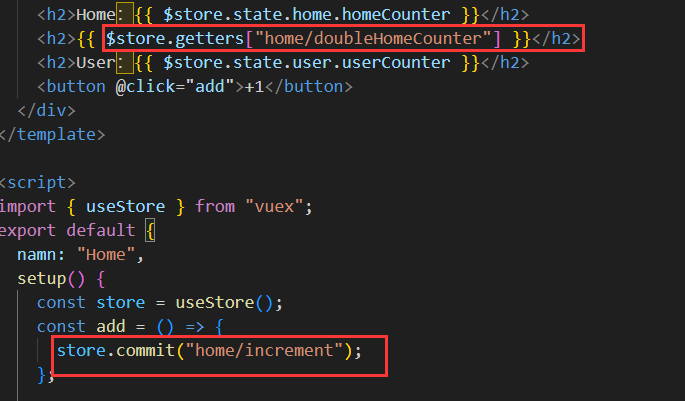 <h2>Home: {{ $store.state.home.homeCounter }}</h2>
<h2>{{ $store.getters["home/doubleHomeCounter"] }}</h2>
<h2>User: {{ $store.state.user.userCounter }}</h2>
<button @click="add">+1</button>
</div>
</template>
<script>
import { useStore } from "vuex";
export default {
namn: "Home",
setup() {
const store = useStore();
const add = () => {
store.commit("home/increment");
};